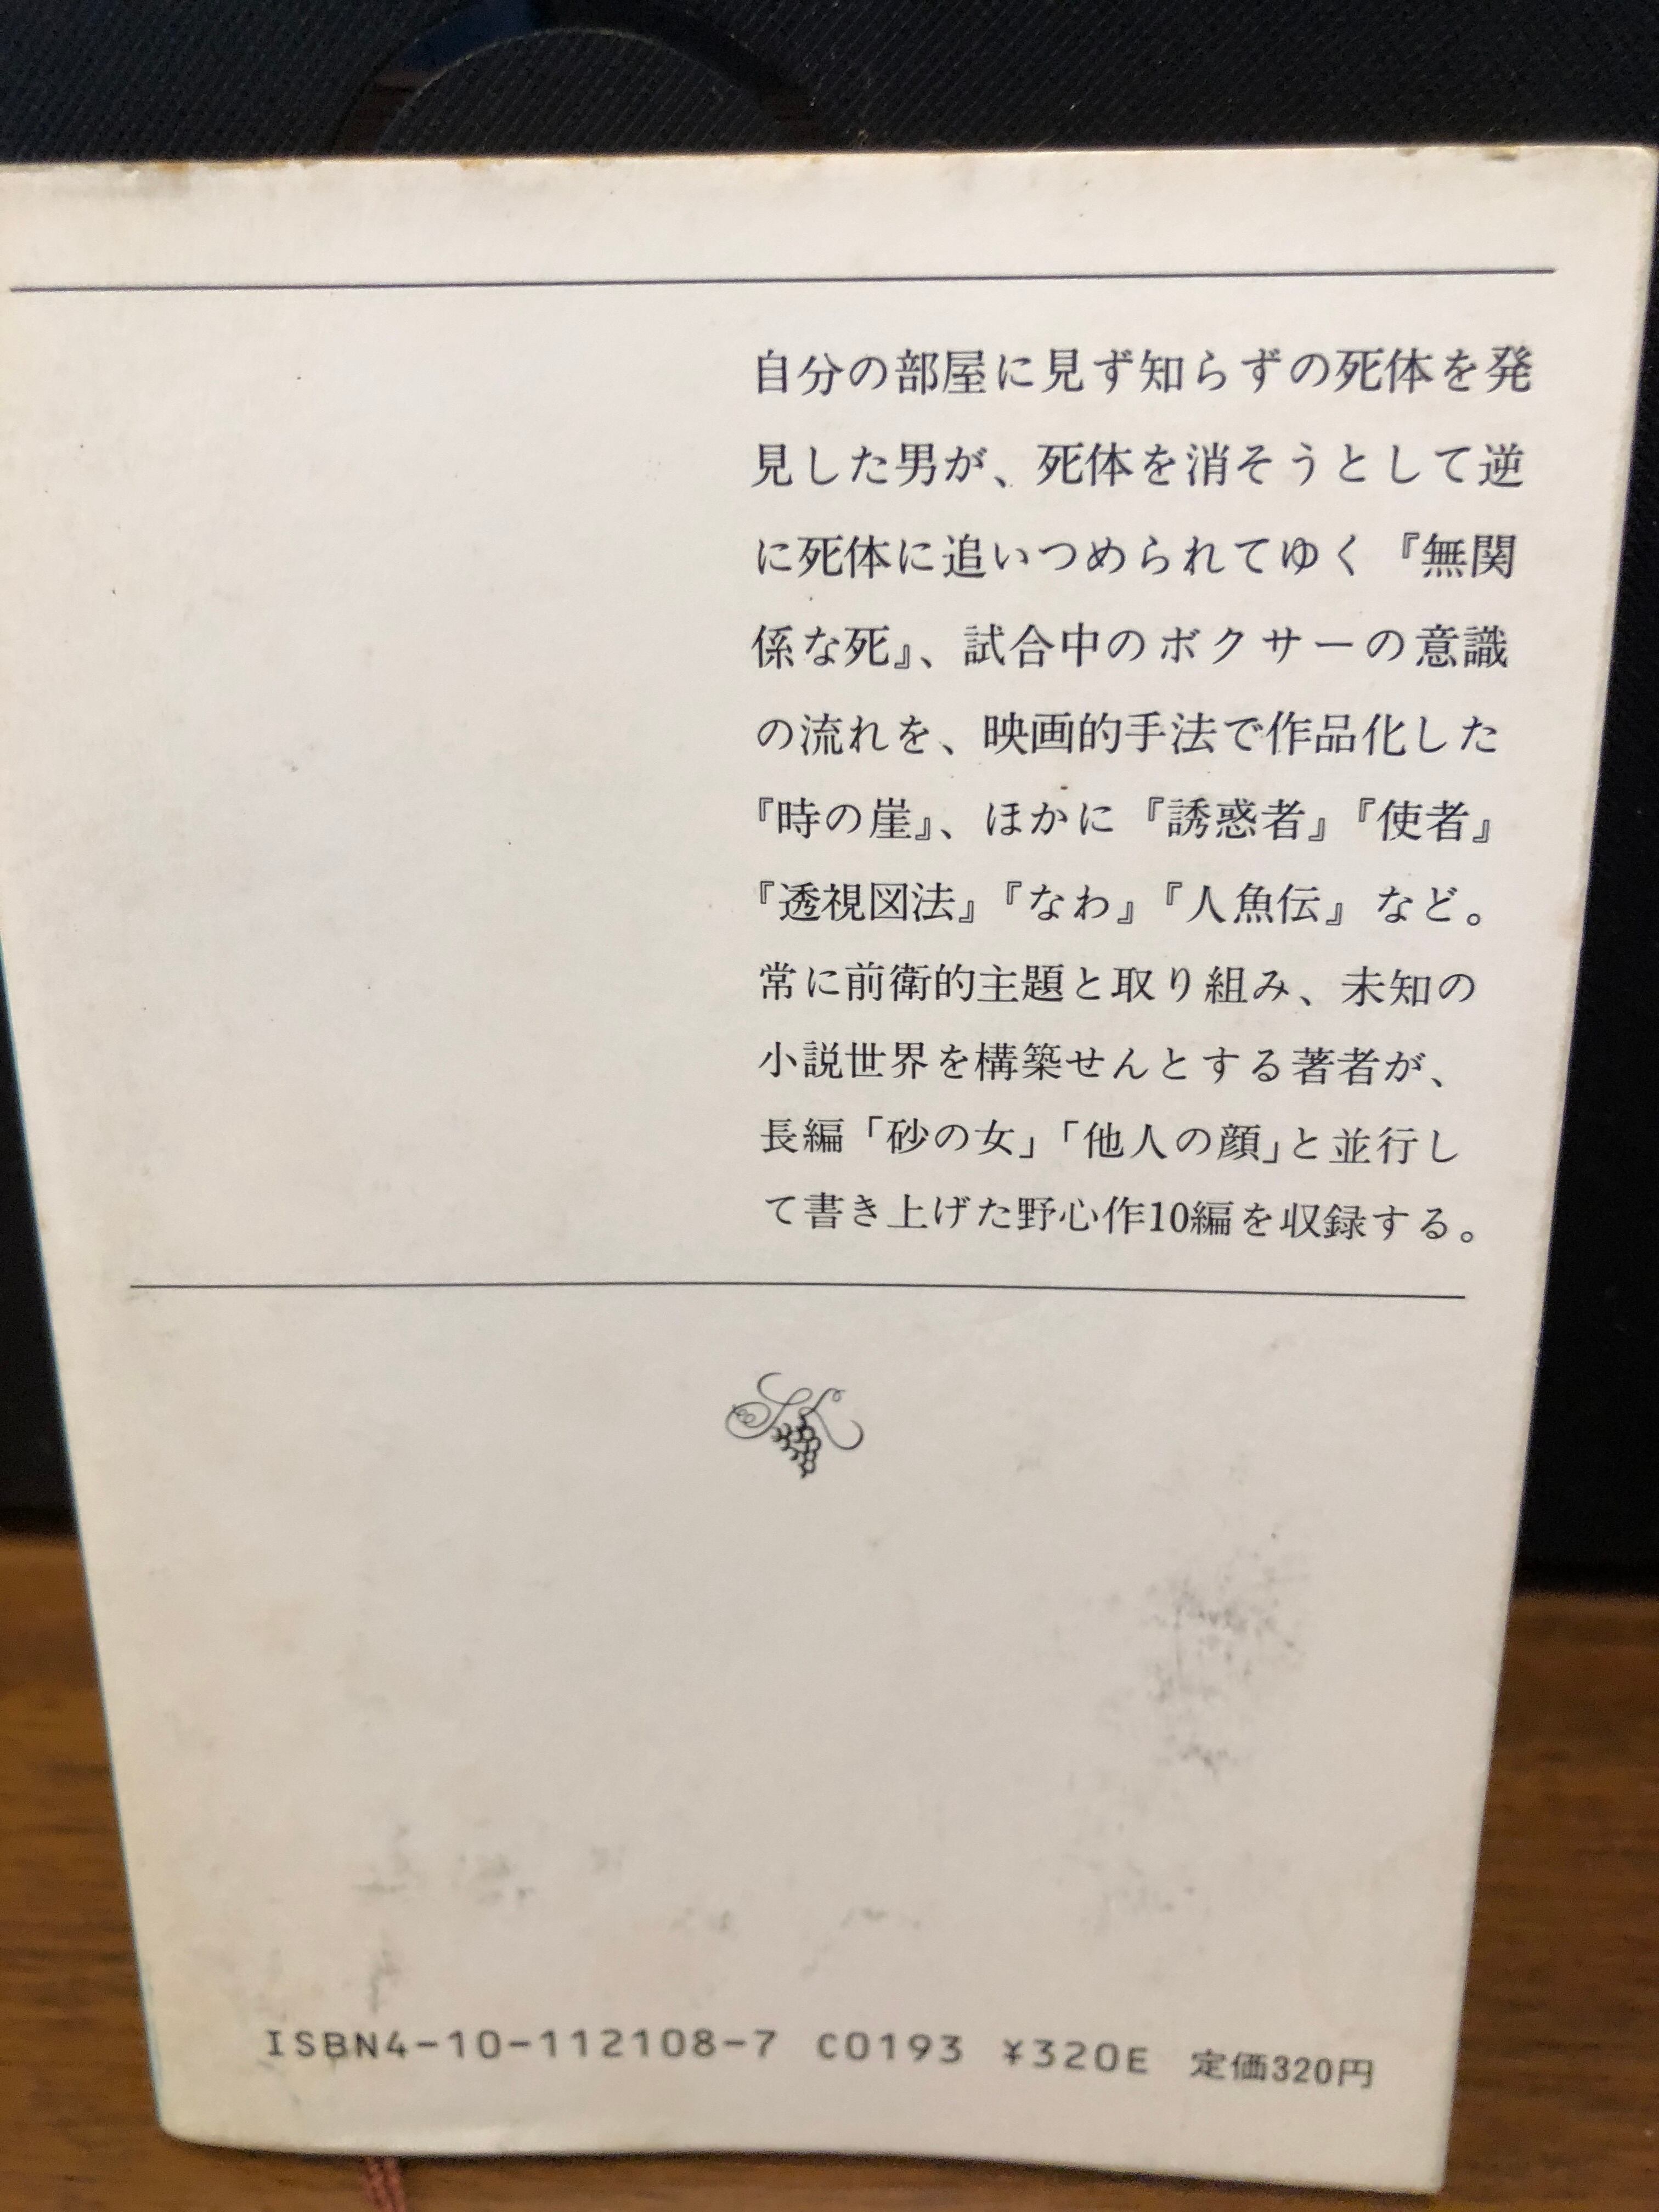 自分の部屋に見ず知らずの死体を発
見した男が、死体を消そうとして逆
に死体に追いつめられてゆく『無関
係な死』、試合中のボクサーの意識
の流れを、映画的手法で作品化した
『時の崖』、ほかに『誘惑者』『使者』
『透視図法』『なわ』『人魚伝』など。
常に前衛的主題と取り組み、未知の
小説世界を構築せんとする著者が、
長編「砂の女」「他人の顔」と並行し
て書き上げた野心作10編を収録する。
ISBN4-10-112108-7 C0193 ¥320E 定価320円